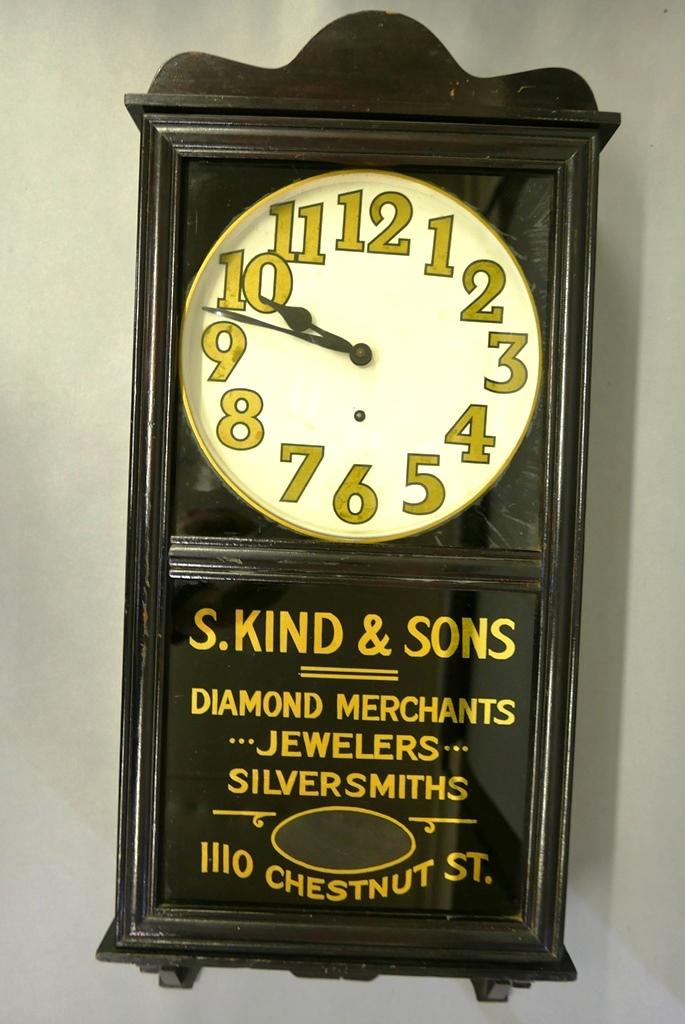 12
11 1
10 2
9 3
8 4
7 5
6
S. KIND & SONS
DIAMOND MERCHANTS
···JEWELERS···
SILVERSMITHS
1110 CHESTNUT ST.